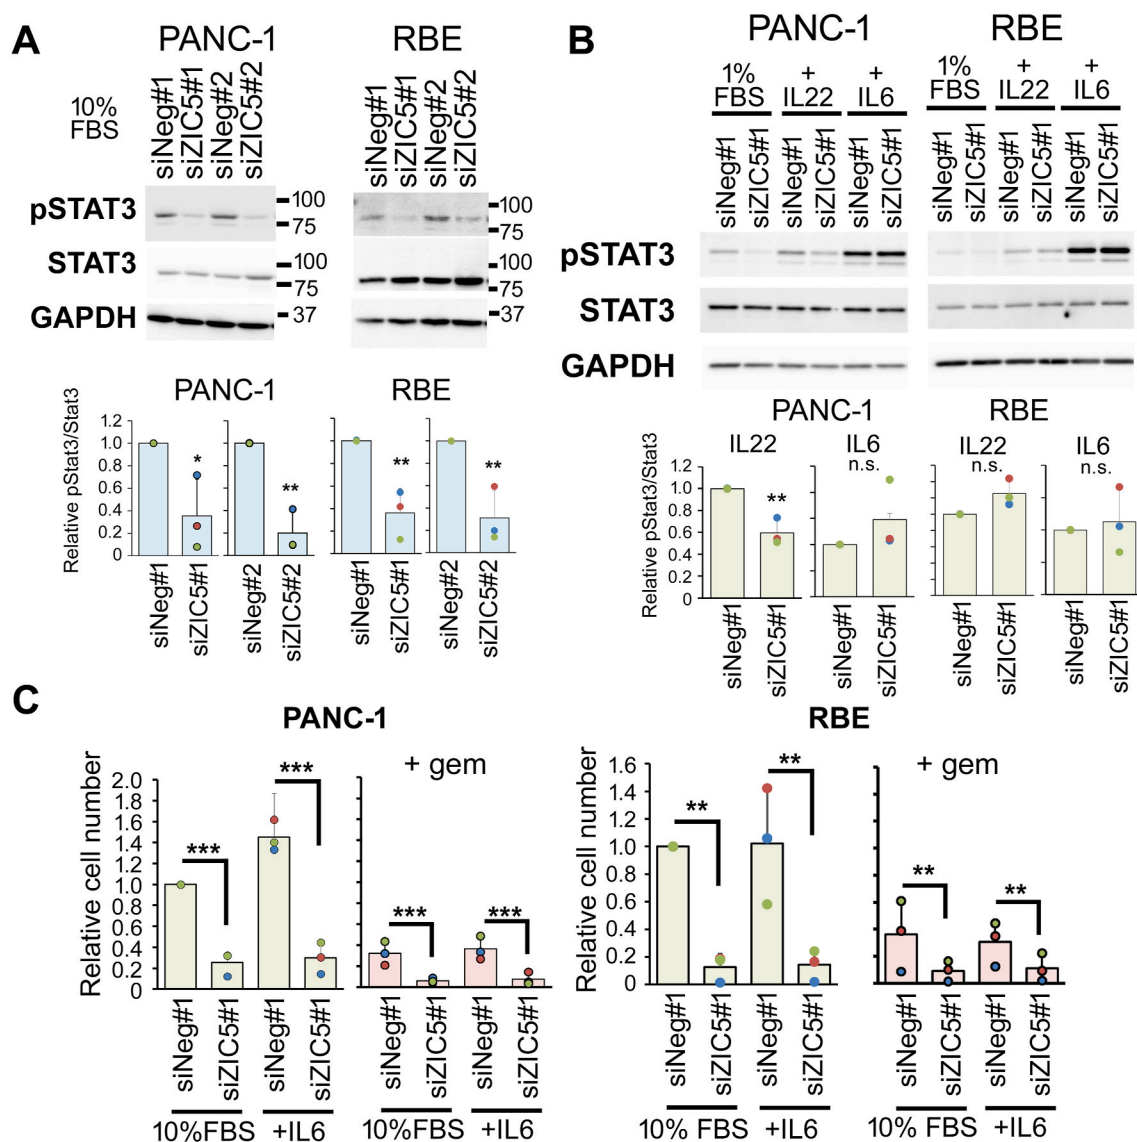 A
PANC-1
RBE
10%
FBS
siNeg#1
siZIC5#1
siNeg#2
siZIC5#2
siNeg#1
siZIC5#1
siNeg#2
siZIC5#2
pSTAT3
100
75
100
75
STAT3
100
75
100
75
GAPDH
37
37
PANC-1
RBE
Relative pStat3/Stat3
1.2
1.0
0.8
0.6
0.4
0.2
0
*
**
**
**
siNeg#1
siZIC5#1
siNeg#2
siZIC5#2
siNeg#1
siZIC5#1
siNeg#2
siZIC5#2
B
PANC-1
RBE
1%
FBS
+
IL22
+
IL6
1%
FBS
+
IL22
+
IL6
siNeg#1
siZIC5#1
siNeg#1
siZIC5#1
siNeg#1
siZIC5#1
siNeg#1
siZIC5#1
siNeg#1
siZIC5#1
siNeg#1
siZIC5#1
pSTAT3
STAT3
GAPDH
PANC-1
RBE
IL22
IL6
n.s.
IL22
n.s.
IL6
n.s.
Relative pStat3/Stat3
1.2
1.0
0.8
0.6
0.4
0.2
0
**
siNeg#1
siZIC5#1
siNeg#1
siZIC5#1
siNeg#1
siZIC5#1
siNeg#1
siZIC5#1
C
PANC-1
Relative cell number
2.0
1.8
1.6
1.4
1.2
1.0
0.8
0.6
0.4
0.2
0
***
***
+ gem
***
***
siNeg#1
siZIC5#1
siNeg#1
siZIC5#1
siNeg#1
siZIC5#1
siNeg#1
siZIC5#1
10%FBS
+IL6
10%FBS
+IL6
RBE
Relative cell number
1.6
1.4
1.2
1.0
0.8
0.6
0.4
0.2
0
**
**
+ gem
**
**
siNeg#1
siZIC5#1
siNeg#1
siZIC5#1
siNeg#1
siZIC5#1
siNeg#1
siZIC5#1
10% FBS
+IL6
10% FBS
+IL6